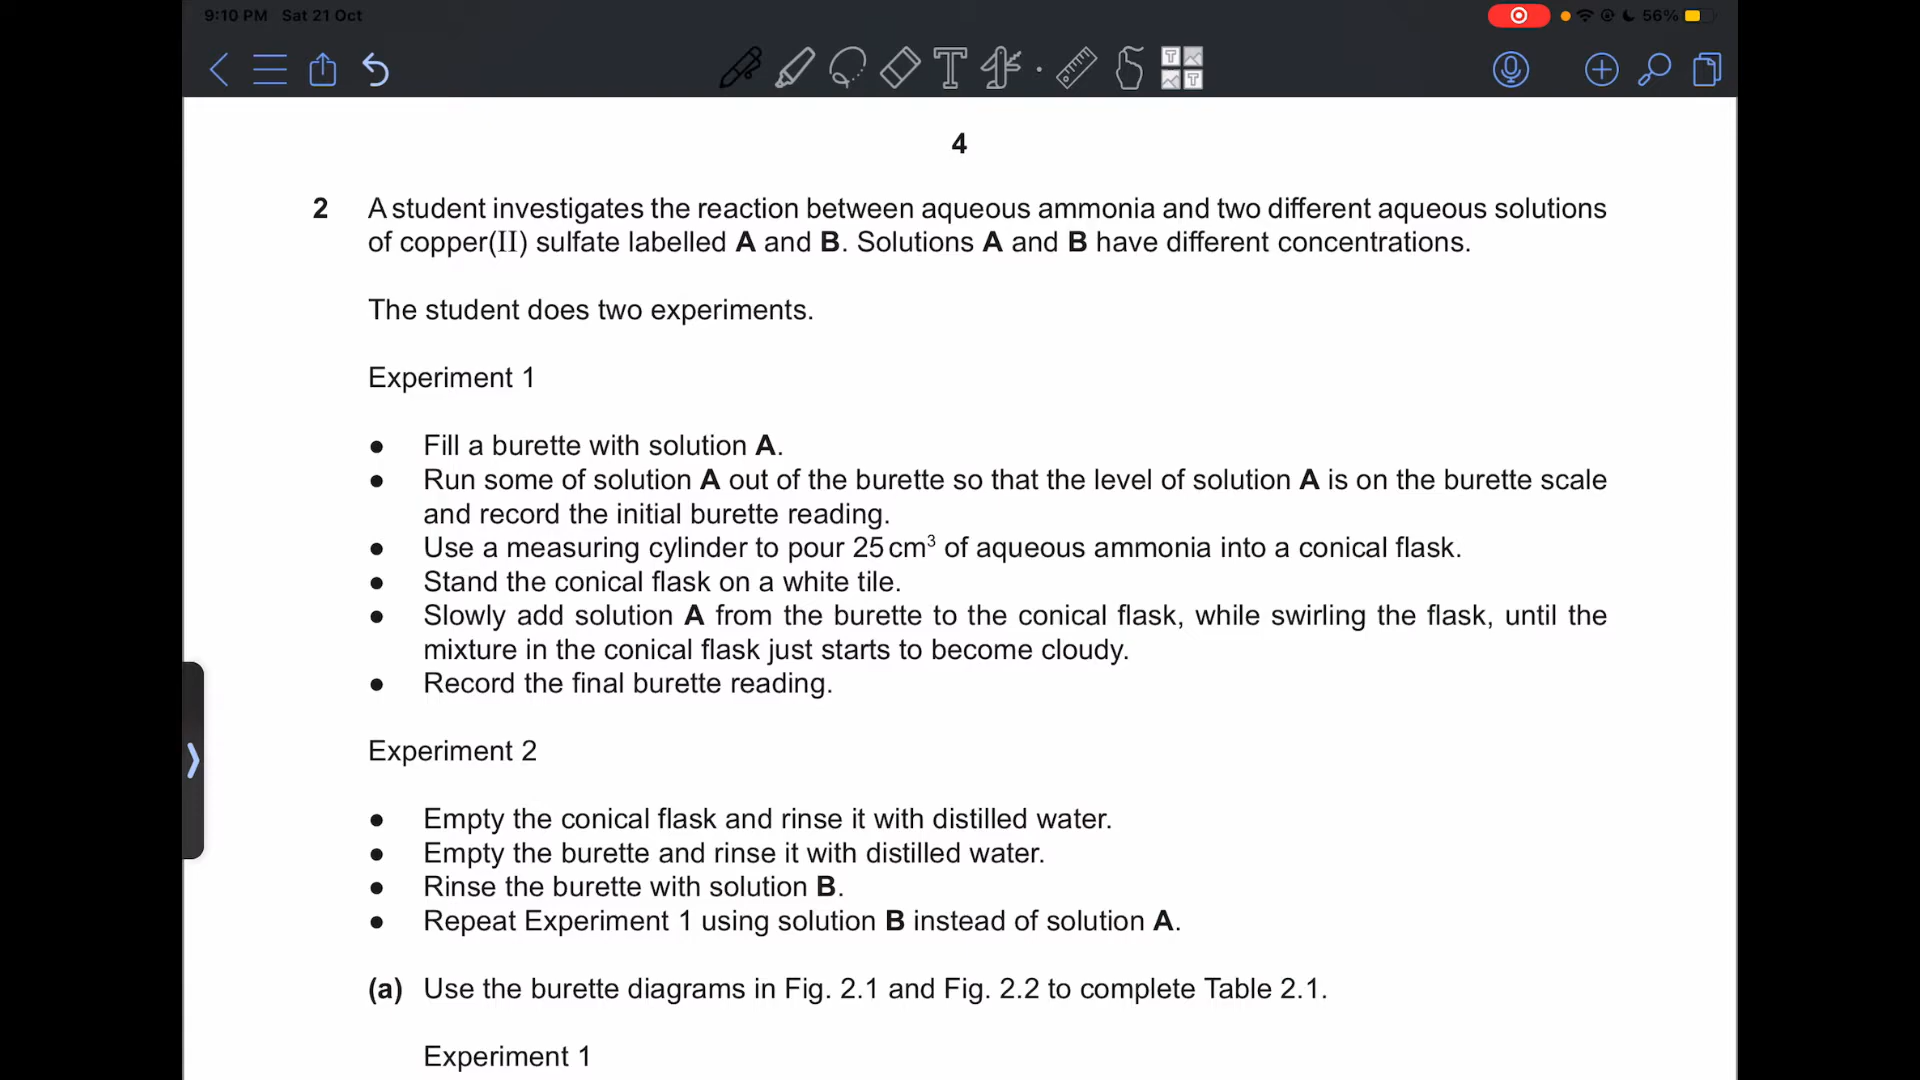 9:10 PM Sat 21 Oct
56%
4
2 A student investigates the reaction between aqueous ammonia and two different aqueous solutions
of copper(II) sulfate labelled A and B. Solutions A and B have different concentrations.
The student does two experiments.
Experiment 1
● Fill a burette with solution A.
● Run some of solution A out of the burette so that the level of solution A is on the burette scale
and record the initial burette reading.
● Use a measuring cylinder to pour 25 cm³ of aqueous ammonia into a conical flask.
● Stand the conical flask on a white tile.
● Slowly add solution A from the burette to the conical flask, while swirling the flask, until the
mixture in the conical flask just starts to become cloudy.
● Record the final burette reading.
Experiment 2
● Empty the conical flask and rinse it with distilled water.
● Empty the burette and rinse it with distilled water.
● Rinse the burette with solution B.
● Repeat Experiment 1 using solution B instead of solution A.
(a) Use the burette diagrams in Fig. 2.1 and Fig. 2.2 to complete Table 2.1.
Experiment 1